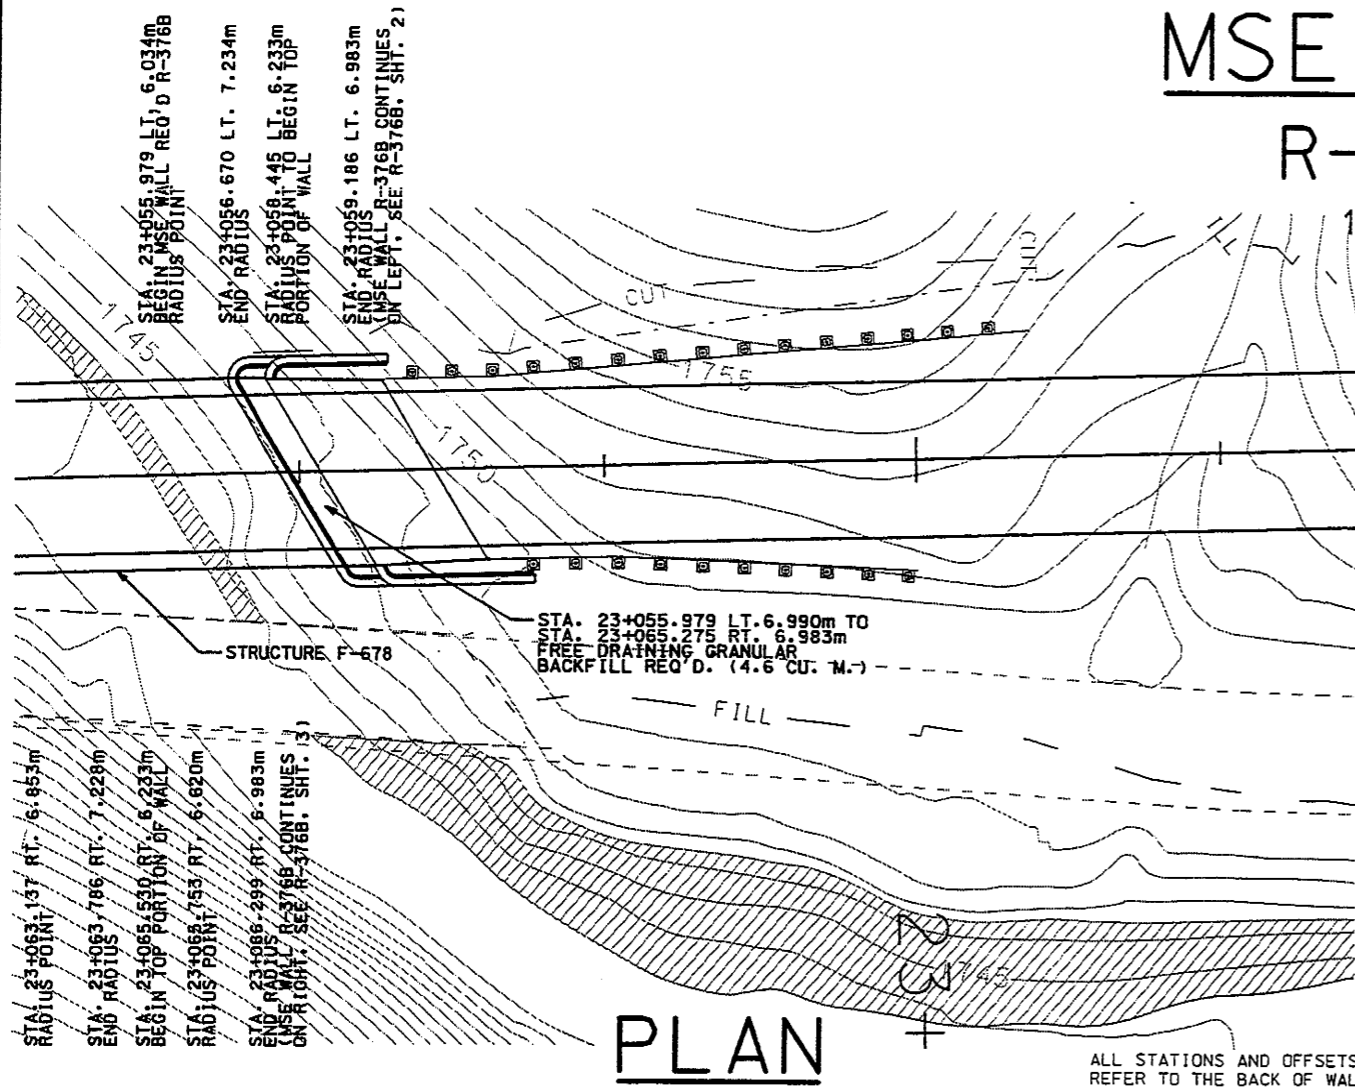 MSE
R-
STA. 23+055.979 LT. 6.034m
BEGIN MSE WALL REQ'D R-376B
RADIUS POINT
STA. 23+056.670 LT. 7.234m
END RADIUS
STA. 23+058.445 LT. 6.233m
RADIUS POINT TO BEGIN TOP
PORTION OF WALL
STA. 23+059.186 LT. 6.983m
END RADIUS
(MSE WALL R-376B CONTINUES
ON LEFT. SEE R-376B. SHT. 2)
1745
CUT
CUT
1755
1750
STA. 23+055.979 LT.6.990m TO
STA. 23+065.275 RT. 6.983m
FREE DRAINING GRANULAR
BACKFILL REQ'D. (4.6 CU. M.)
STRUCTURE F-678
FILL
STA. 23+063.137 RT. 6.853m
RADIUS POINT
STA. 23+063.786 RT. 7.228m
END RADIUS
STA. 23+065.530 RT. 6.233m
BEGIN TOP PORTION OF WALL
STA. 23+065.753 RT. 6.620m
RADIUS POINT
STA. 23+066.299 RT. 6.983m
END RADIUS
(MSE WALL R-376B CONTINUES
ON RIGHT. SEE R-376B. SHT. 3)
23
1745
PLAN
ALL STATIONS AND OFFSETS
REFER TO THE BACK OF WAL